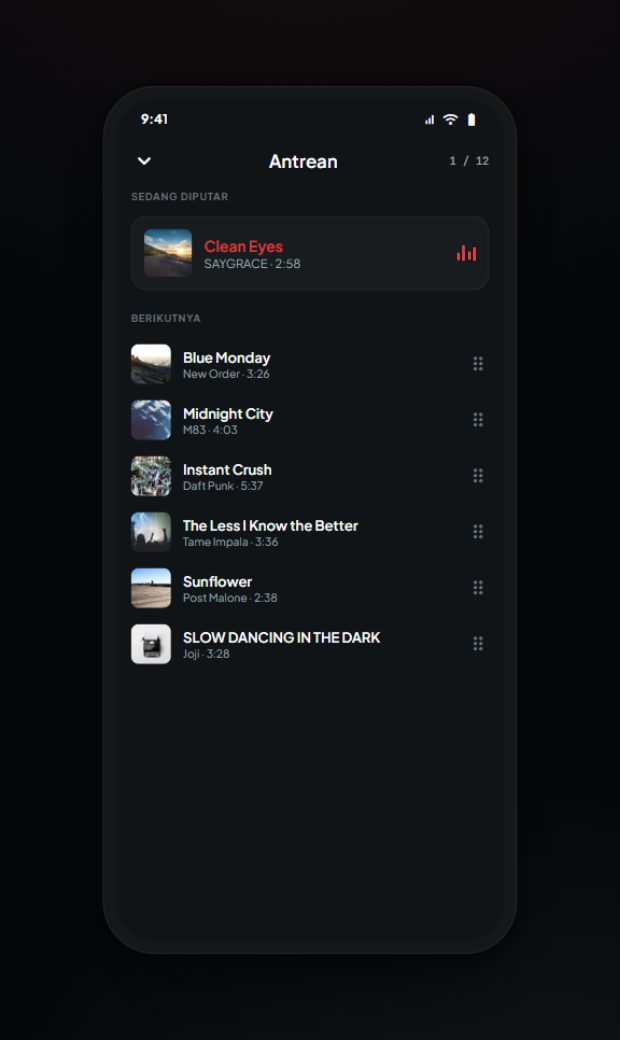 9:41
Antrean
1 / 12
SEDANG DIPUTAR
Clean Eyes
SAYGRACE · 2:58
BERIKUTNYA
Blue Monday
New Order · 3:26
Midnight City
M83 · 4:03
Instant Crush
Daft Punk · 5:37
The Less I Know the Better
Tame Impala · 3:36
Sunflower
Post Malone · 2:38
SLOW DANCING IN THE DARK
Joji · 3:28